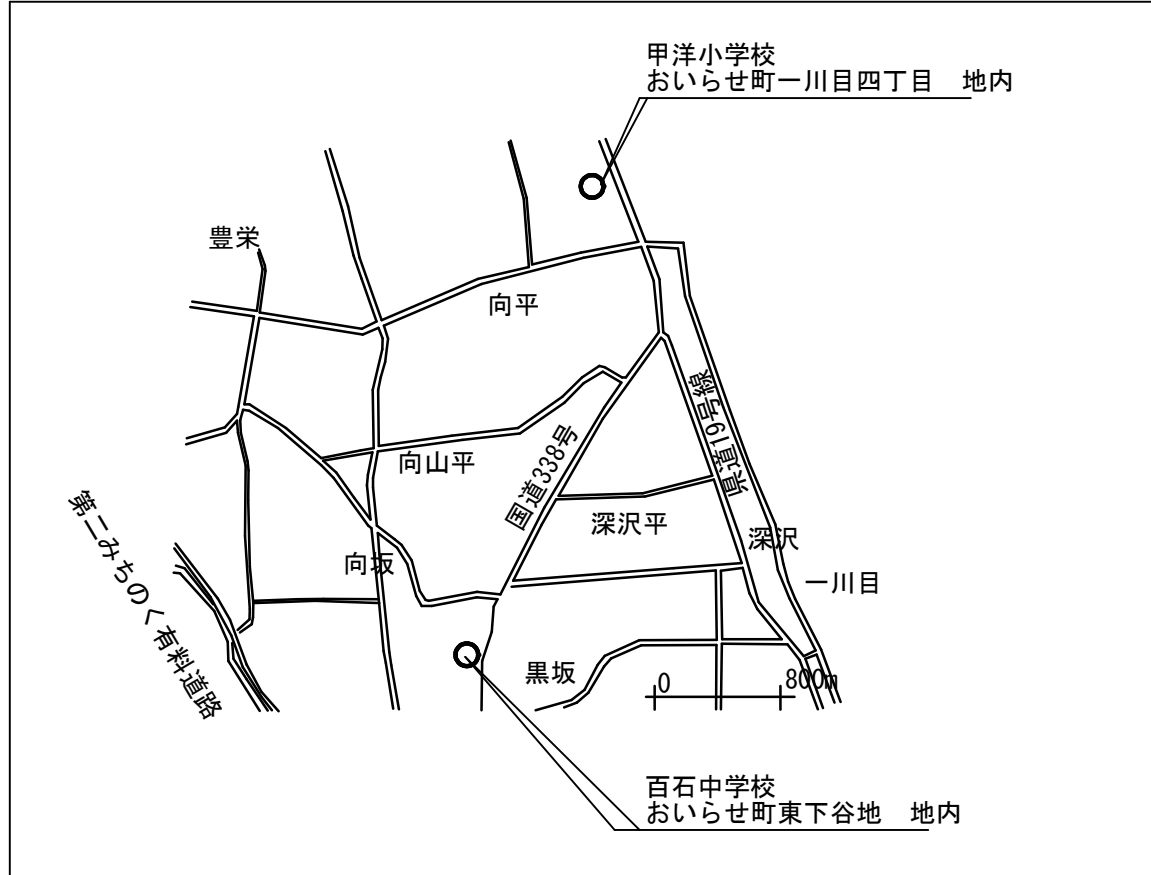 甲洋小学校
おいらせ町一川目四丁目　地内
豊栄
向平
県道19号線
国道338号
向山平
深沢平
深沢
第二みちのく有料道路
向坂
一川目
黒坂
0
800m
百石中学校
おいらせ町東下谷地　地内